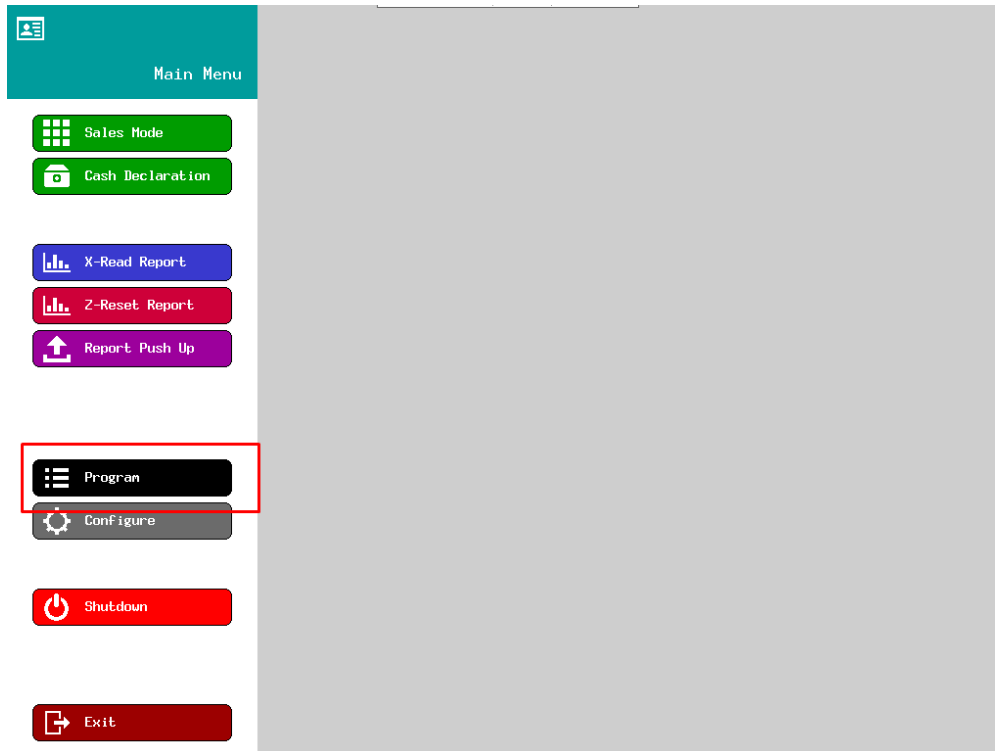 Main Menu
Sales Mode
Cash Declaration
X-Read Report
Z-Reset Report
Report Push Up
Program
Configure
Shutdown
Exit